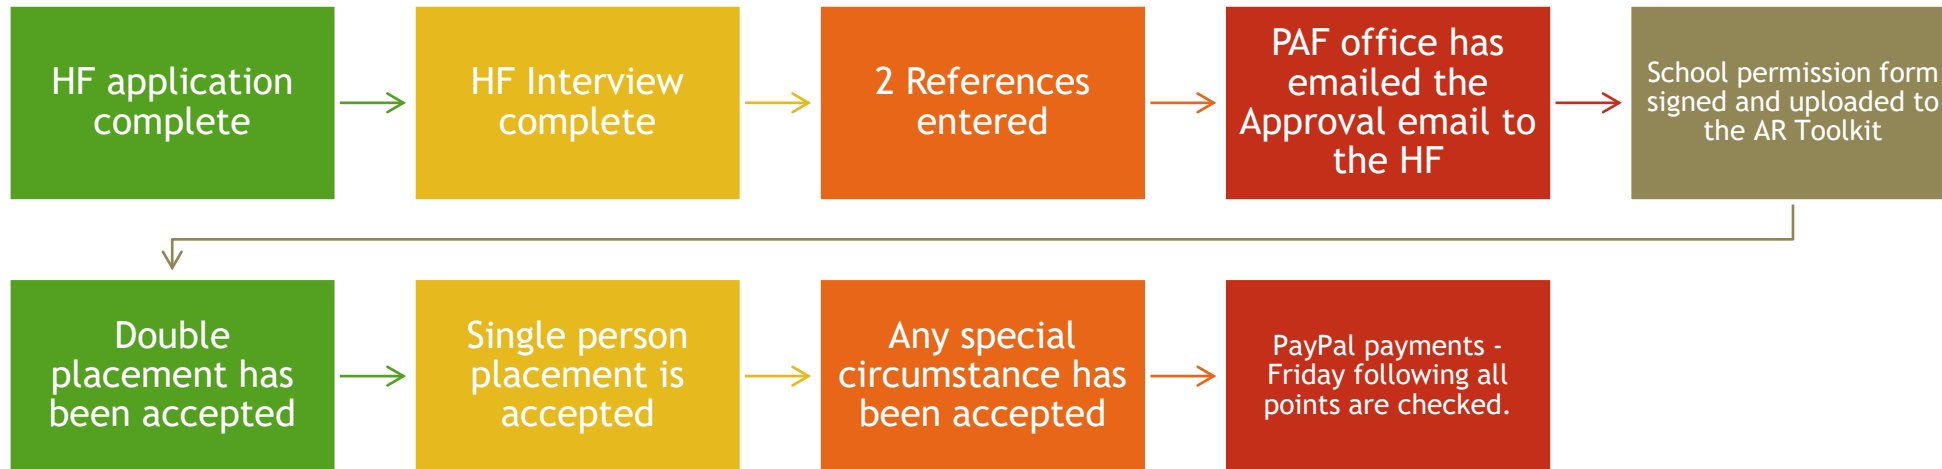 HF application
complete
HF Interview
complete
2 References
entered
PAF office has
emailed the
Approval email to
the HF
School permission form
signed and uploaded to
the AR Toolkit
Double
placement has
been accepted
Single person
placement is
accepted
Any special
circumstance has
been accepted
PayPal payments -
Friday following all
points are checked.